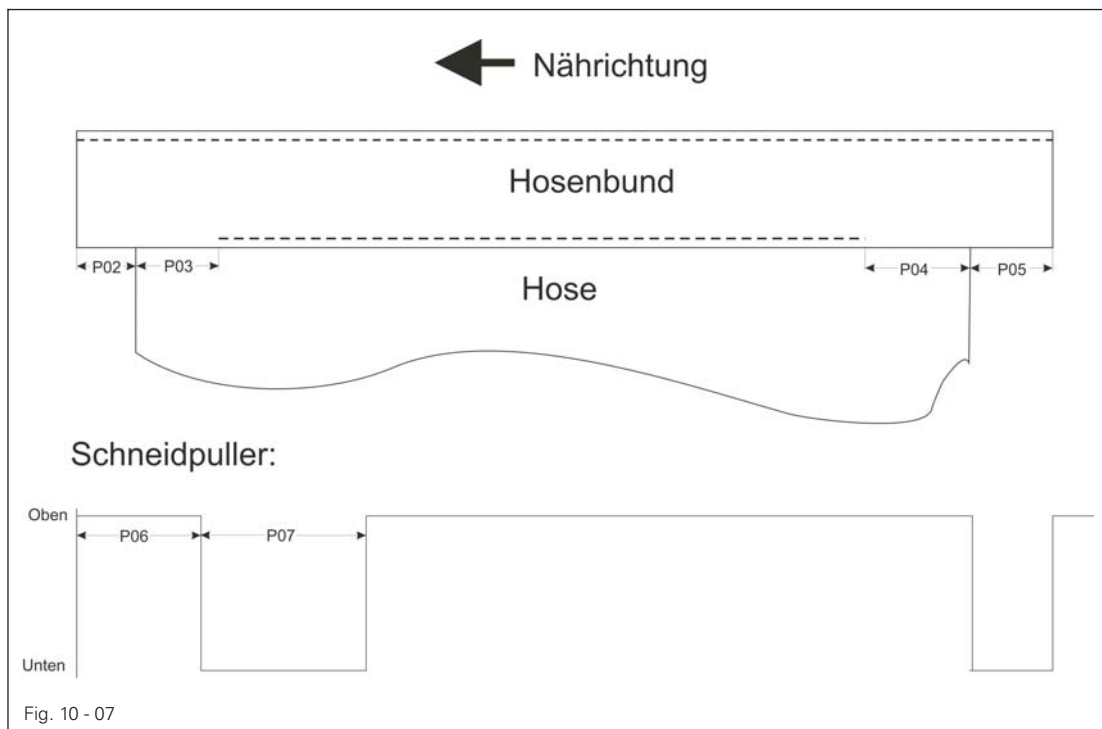 Nährichtung
Hosenbund
P02 P03 P04 P05
Hose
Schneidpuller:
Oben
P06 P07
Unten
Fig. 10 - 07